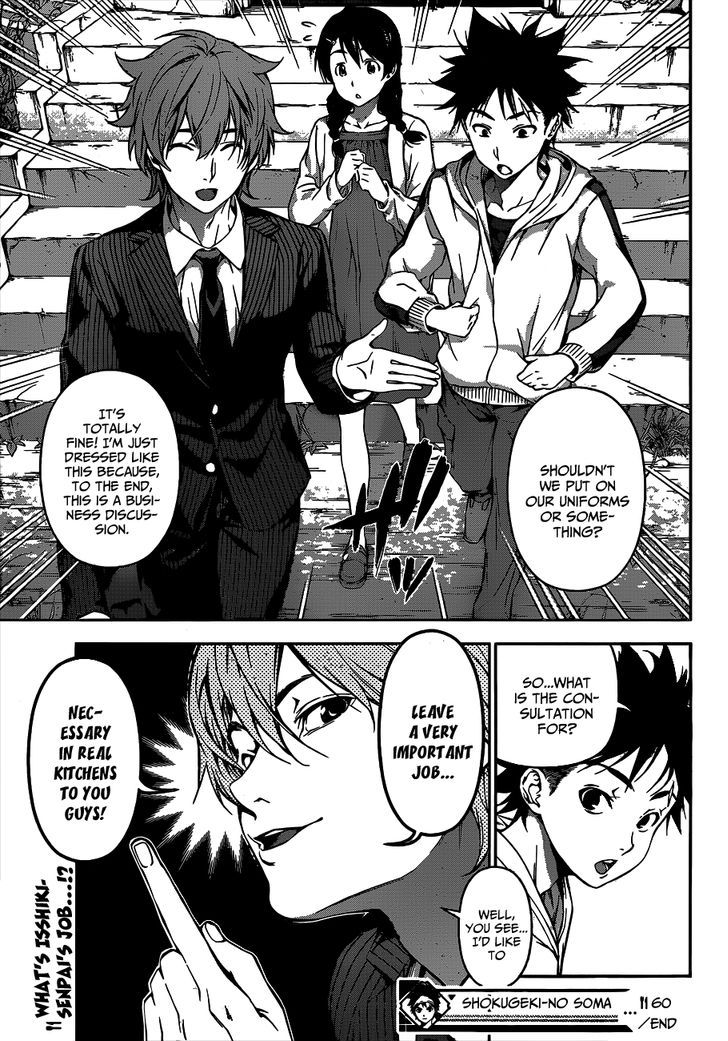 SHOULDN'T
WE PUT
ON OUR
UNIFORMS
OR SOME-
THING?
IT'S
TOTALLY
FINE! I'M JUST
DRESSED LIKE
THIS BECAUSE,
TO THE END,
THIS IS A BUSI-
NESS DISCUS-
SION.
SO...WHAT
IS THE CON-
SULTATION
FOR?
WELL,
YOU SEE...
I'D LIKE
TO
LEAVE
A VERY
IMPORTANT
JOB...
NEC-
ESSARY
IN REAL
KITCHENS
TO YOU
GUYS!
WHAT'S ISSHIKI-
SENPAI'S JOB...!?
SHOKUGEKI-NO SOMA ... 60
/END